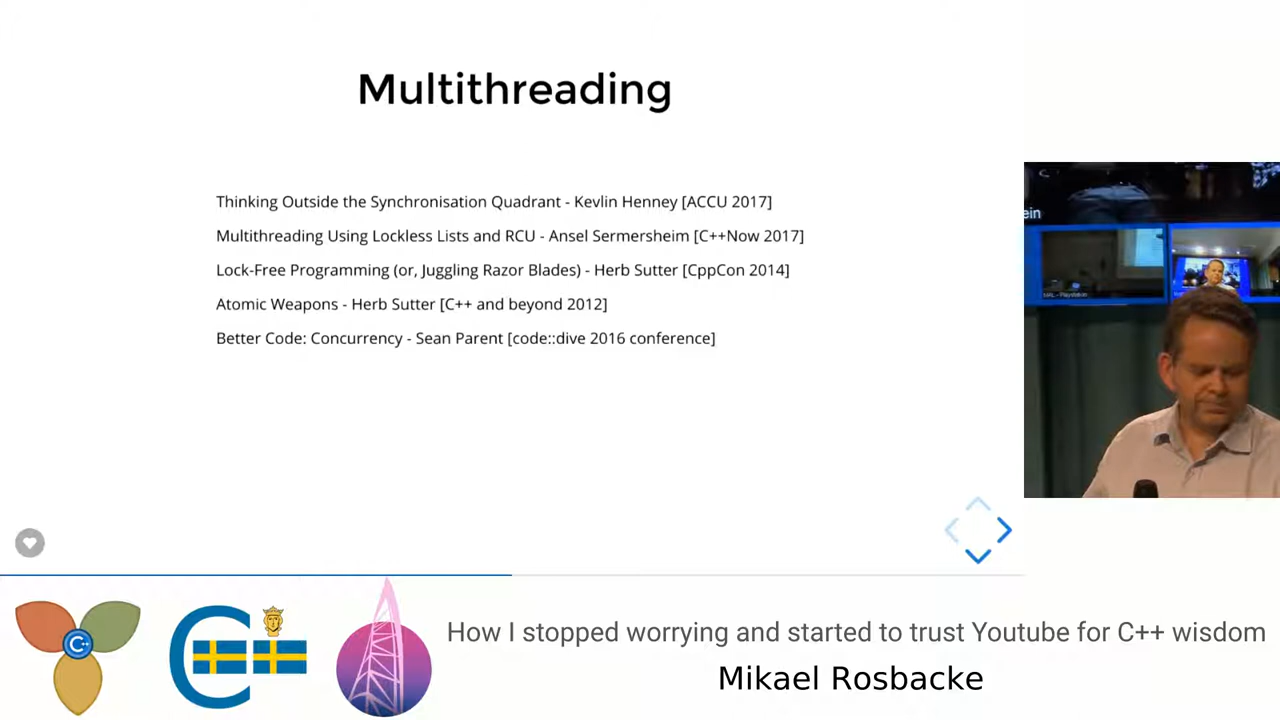 Multithreading
Thinking Outside the Synchronisation Quadrant - Kevlin Henney [ACCU 2017]
Multithreading Using Lockless Lists and RCU - Ansel Sermersheim [C++Now 2017]
Lock-Free Programming (or, Juggling Razor Blades) - Herb Sutter [CppCon 2014]
Atomic Weapons - Herb Sutter [C++ and beyond 2012]
Better Code: Concurrency - Sean Parent [code::dive 2016 conference]
ein
C++
How I stopped worrying and started to trust Youtube for C++ wisdom
Mikael Rosbacke